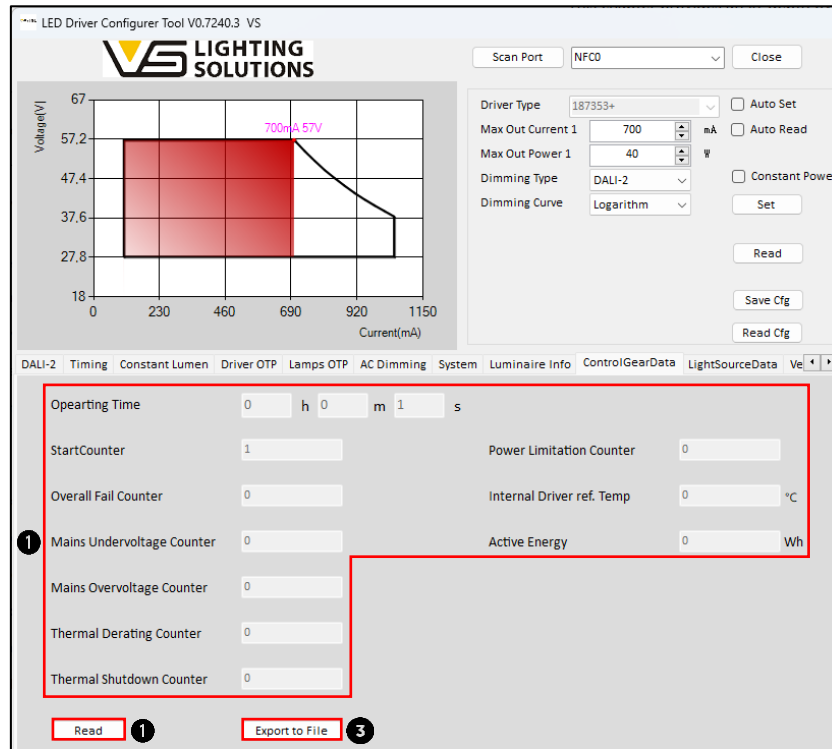 LED Driver Configurer Tool V0.7240.3 VS
VS LIGHTING
SOLUTIONS
Scan Port NFC0 Close
Voltage[V]
67
57,2
47,4
37,6
27,8
18
700mA 57V
0 230 460 690 920 1150
Current(mA)
Driver Type 187353+ Auto Set
Max Out Current 1 700 mA Auto Read
Max Out Power 1 40 W
Dimming Type DALI-2 Constant Powe
Dimming Curve Logarithm Set
Read
Save Cfg
Read Cfg
DALI-2 Timing Constant Lumen Driver OTP Lamps OTP AC Dimming System Luminaire Info ControlGearData LightSourceData Ve
Opearting Time 0 h 0 m 1 s
StartCounter 1 Power Limitation Counter 0
Overall Fail Counter 0 Internal Driver ref. Temp 0 °C
1 Mains Undervoltage Counter 0 Active Energy 0 Wh
Mains Overvoltage Counter 0
Thermal Derating Counter 0
Thermal Shutdown Counter 0
Read 1 Export to File 3